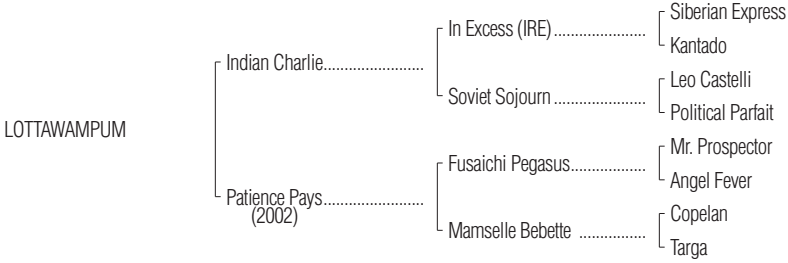 Siberian Express
In Excess (IRE)......................
Kantado
Indian Charlie........................
Leo Castelli
Soviet Sojourn ......................
Political Parfait
LOTTAWAMPUM
Mr. Prospector
Fusaichi Pegasus..................
Angel Fever
Patience Pays........................
(2002)
Copelan
Mamselle Bebette ................
Targa